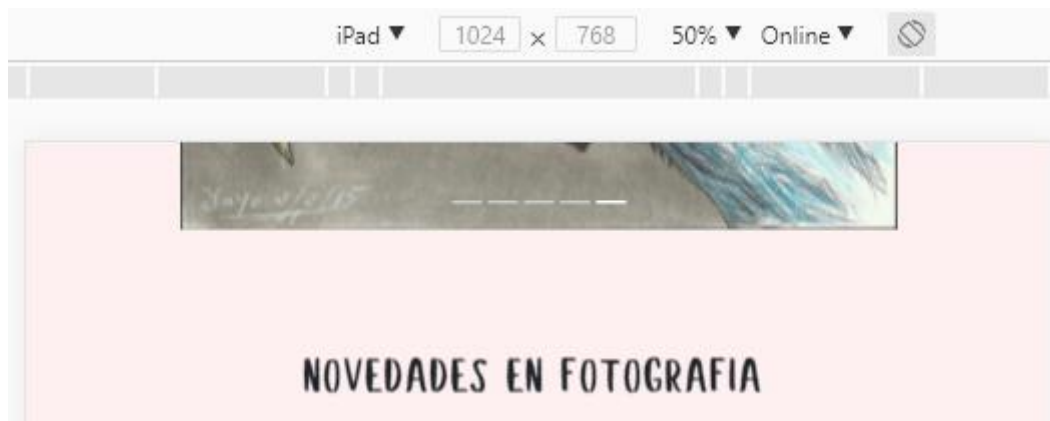 iPad ▼ 1024 × 768 50% ▼ Online ▼
NOVEDADES EN FOTOGRAFIA